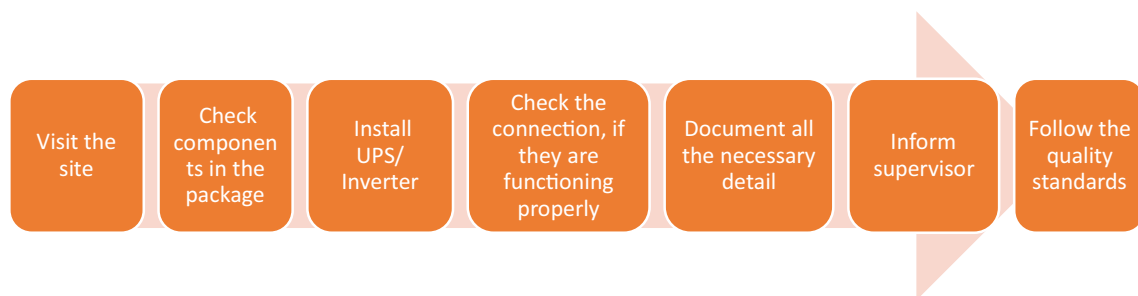 Visit the
site
Check
componen
ts in the
package
Install
UPS/
Inverter
Check the
connection, if
they are
functioning
properly
Document all
the necessary
detail
Inform
supervisor
Follow the
quality
standards